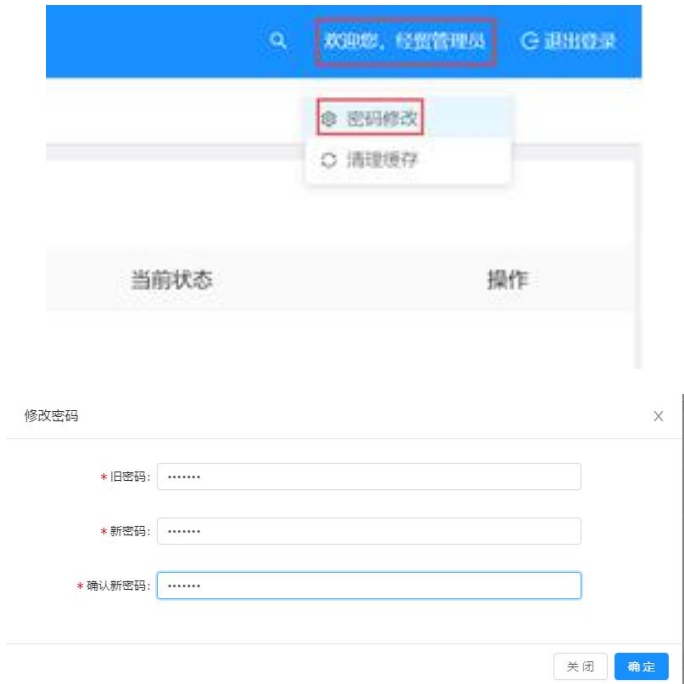 欢迎您，经贸管理员 退出登录
密码修改
清理缓存
当前状态 操作
修改密码
*旧密码: ·······
*新密码: ·······
*确认新密码: ·······
关闭 确定